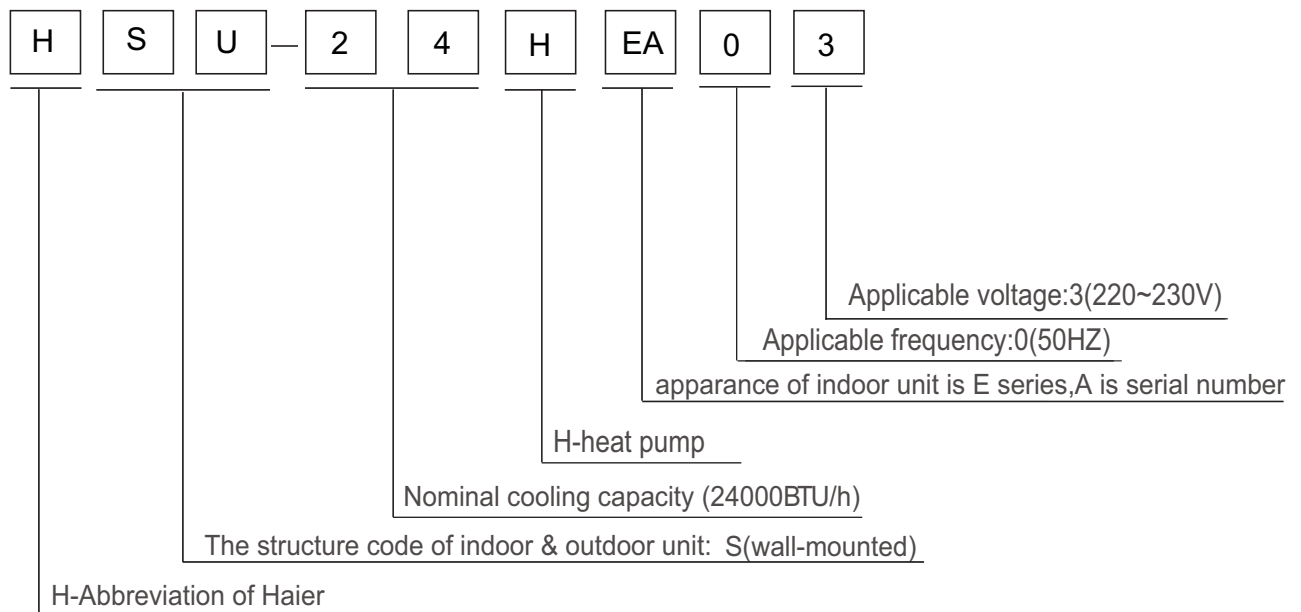 H S U — 2 4 H EA 0 3
Applicable voltage:3(220~230V)
Applicable frequency:0(50HZ)
apparance of indoor unit is E series,A is serial number
H-heat pump
Nominal cooling capacity (24000BTU/h)
The structure code of indoor & outdoor unit: S(wall-mounted)
H-Abbreviation of Haier